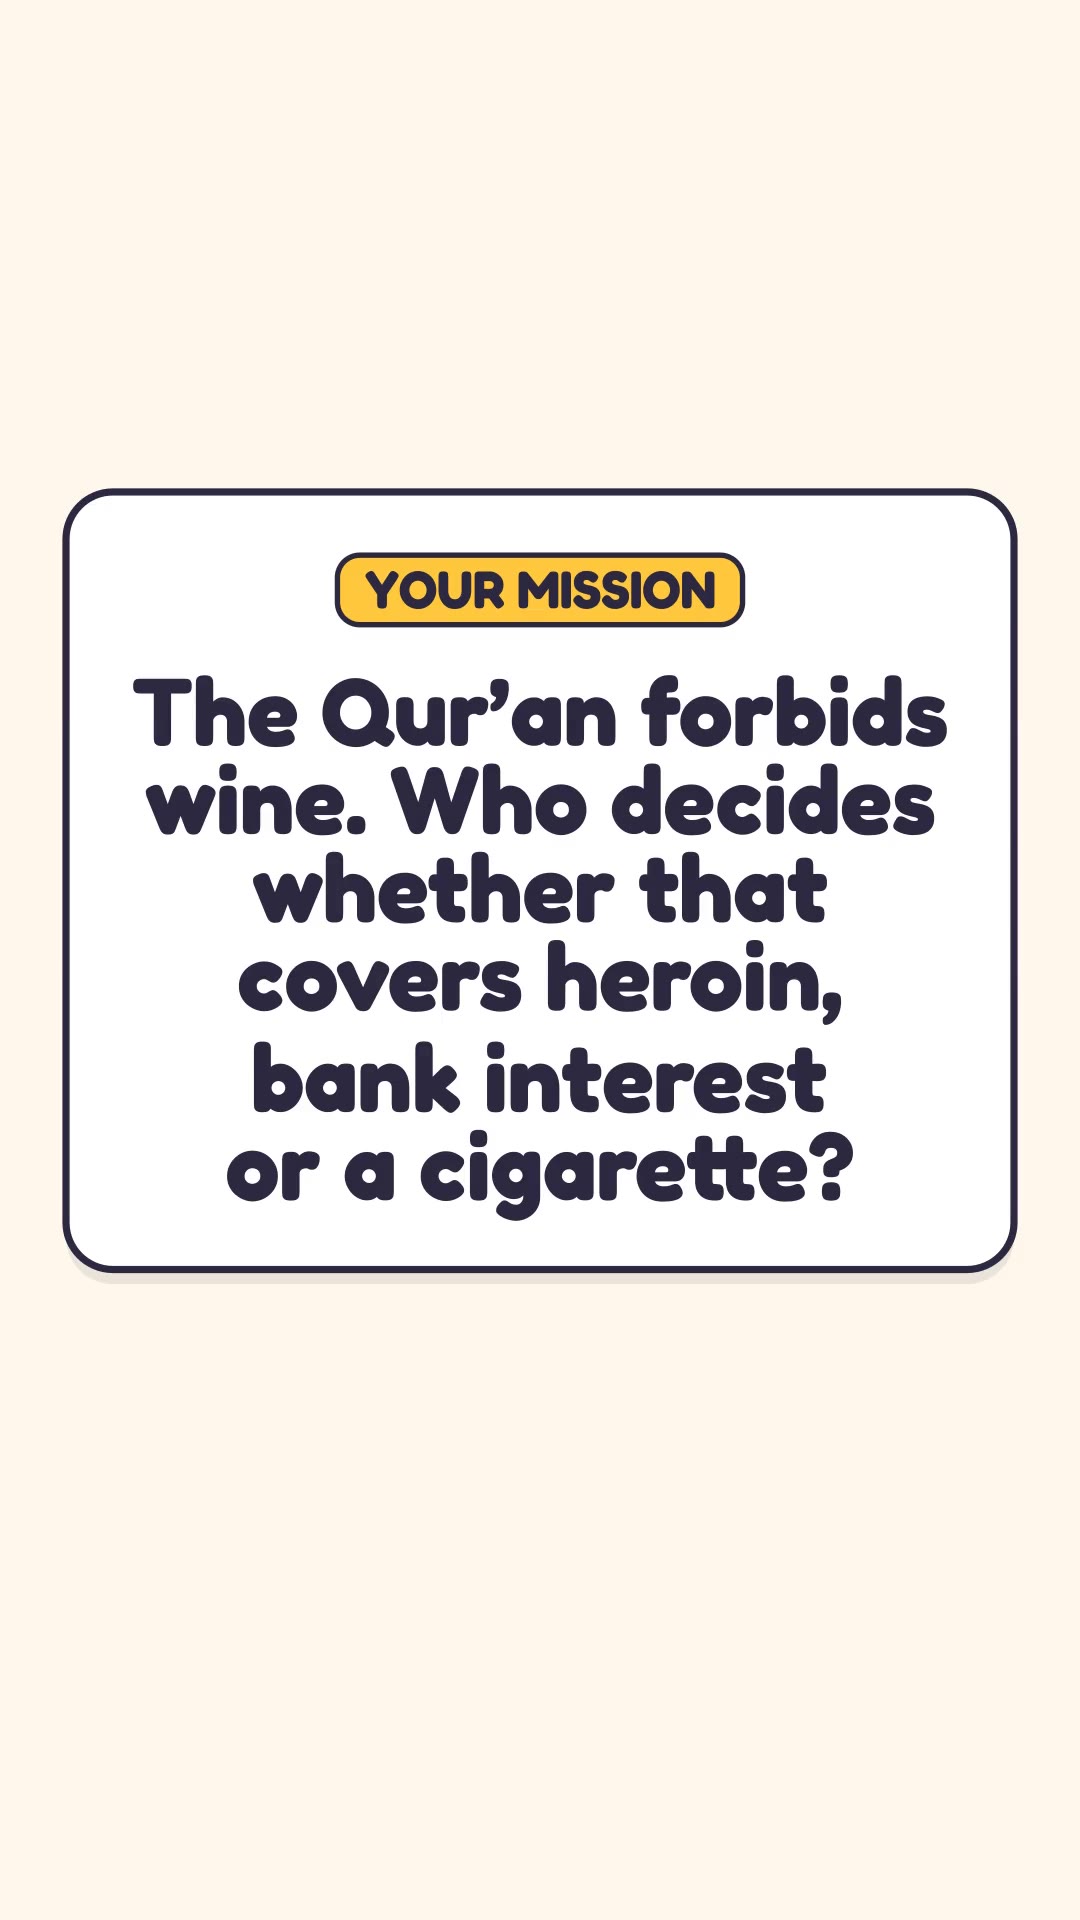 YOUR MISSION
The Qur’an forbids
wine. Who decides
whether that
covers heroin,
bank interest
or a cigarette?